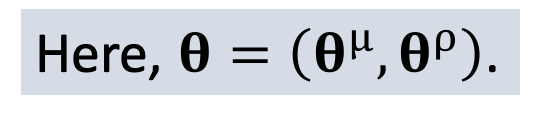 Here, 𝛉 = (𝛉^μ, 𝛉^ρ).